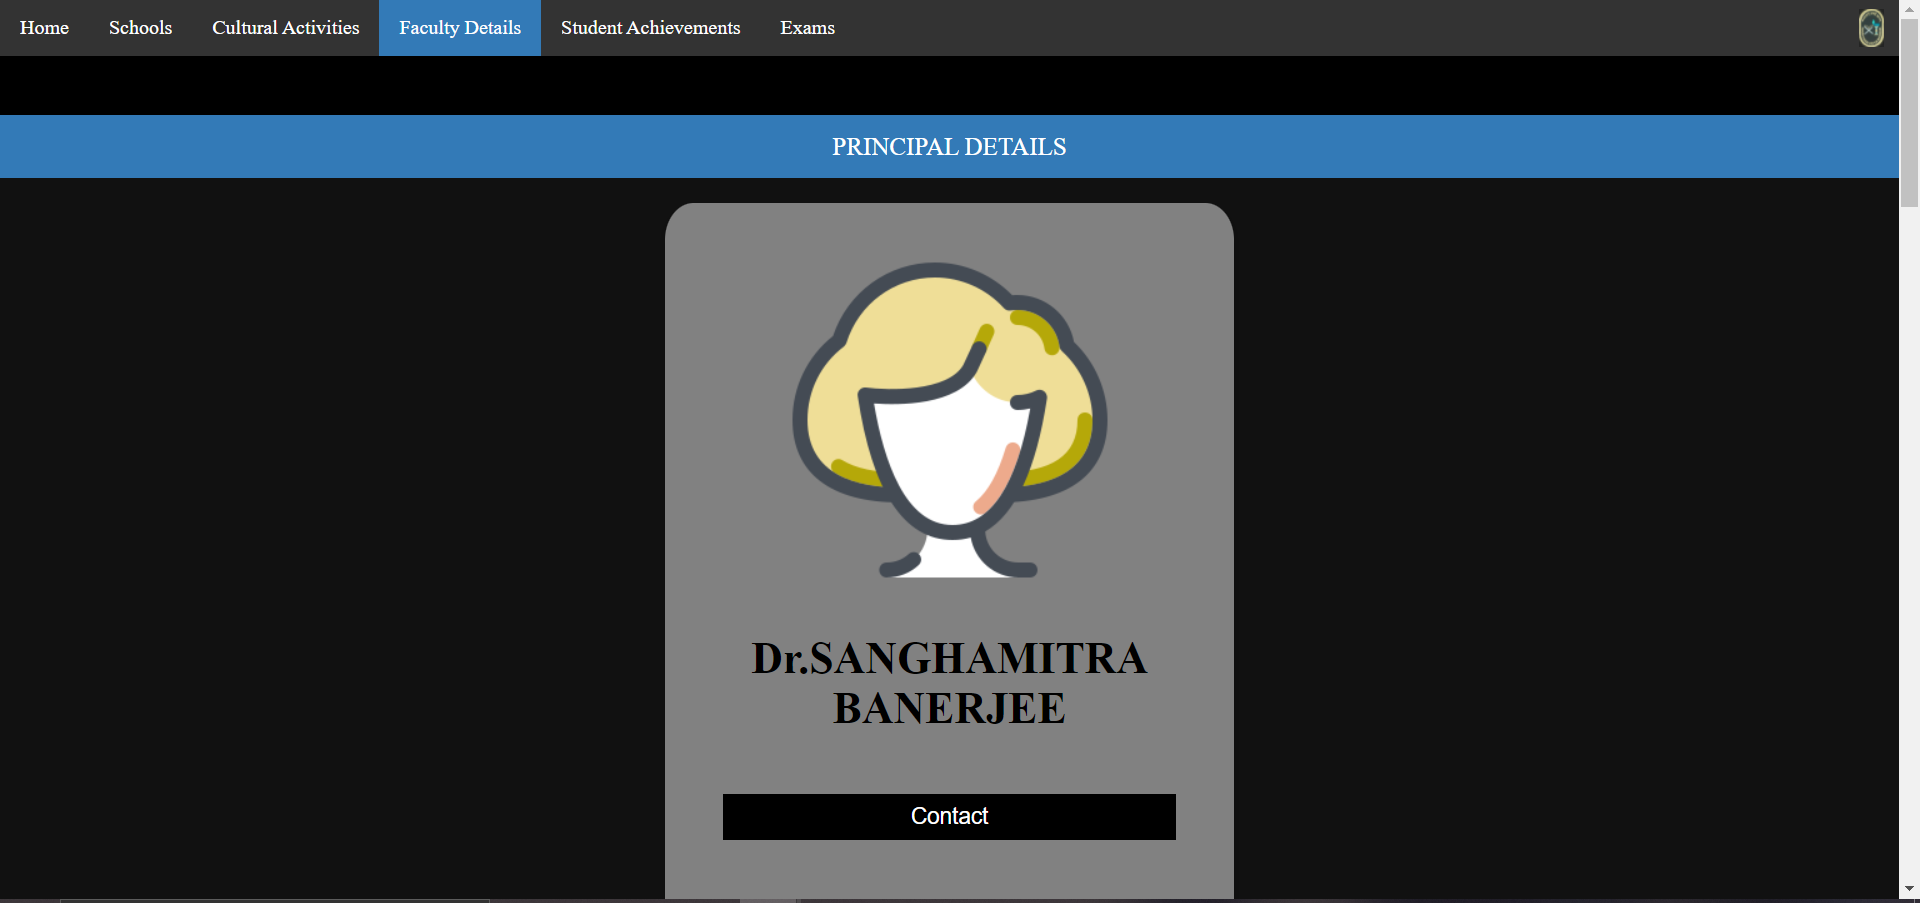 Home Schools Cultural Activities Faculty Details Student Achievements Exams
PRINCIPAL DETAILS
Dr.SANGHAMITRA
BANERJEE
Contact